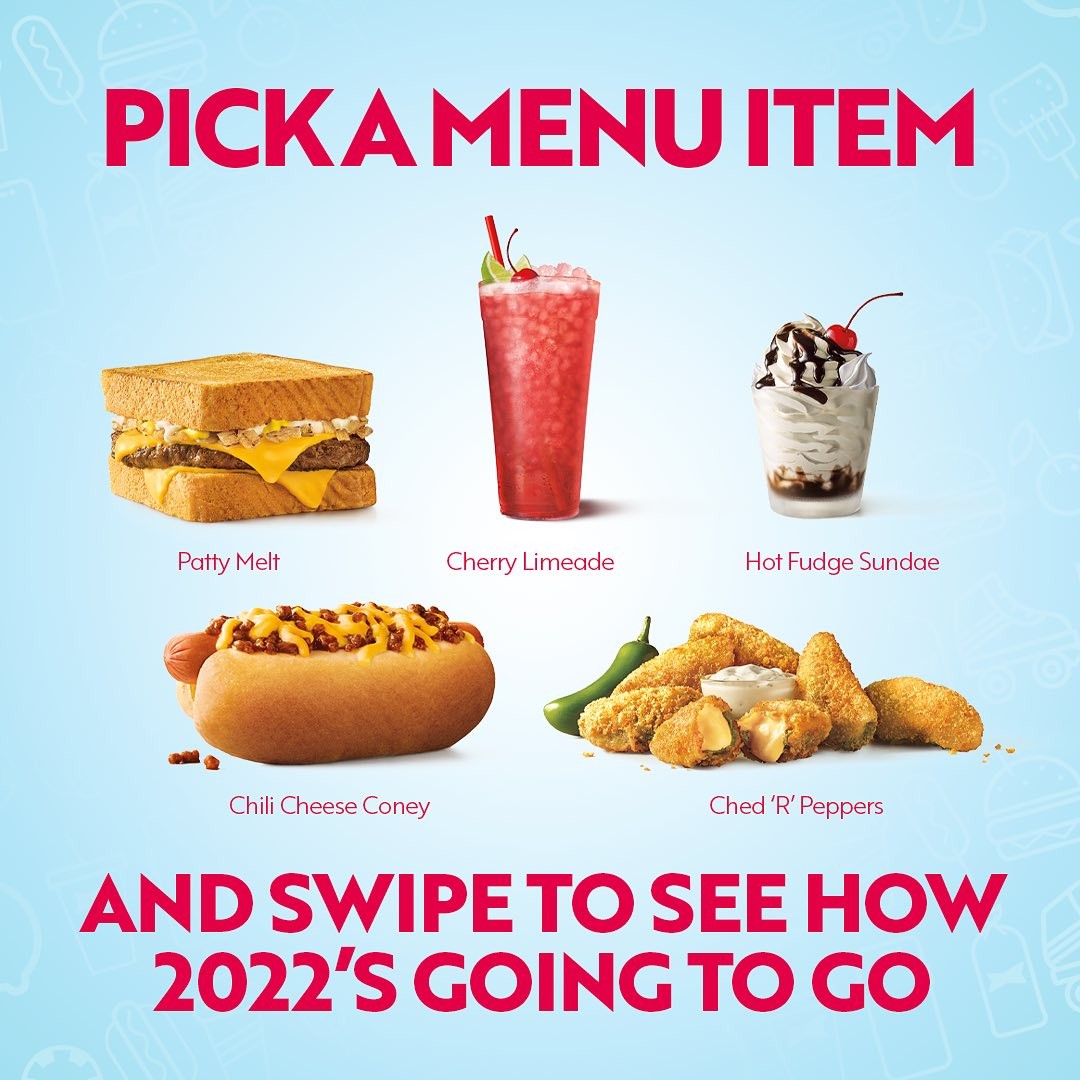 PICK A MENU ITEM
Patty Melt
Cherry Limeade
Hot Fudge Sundae
Chili Cheese Coney
Ched 'R' Peppers
AND SWIPE TO SEE HOW
2022'S GOING TO GO